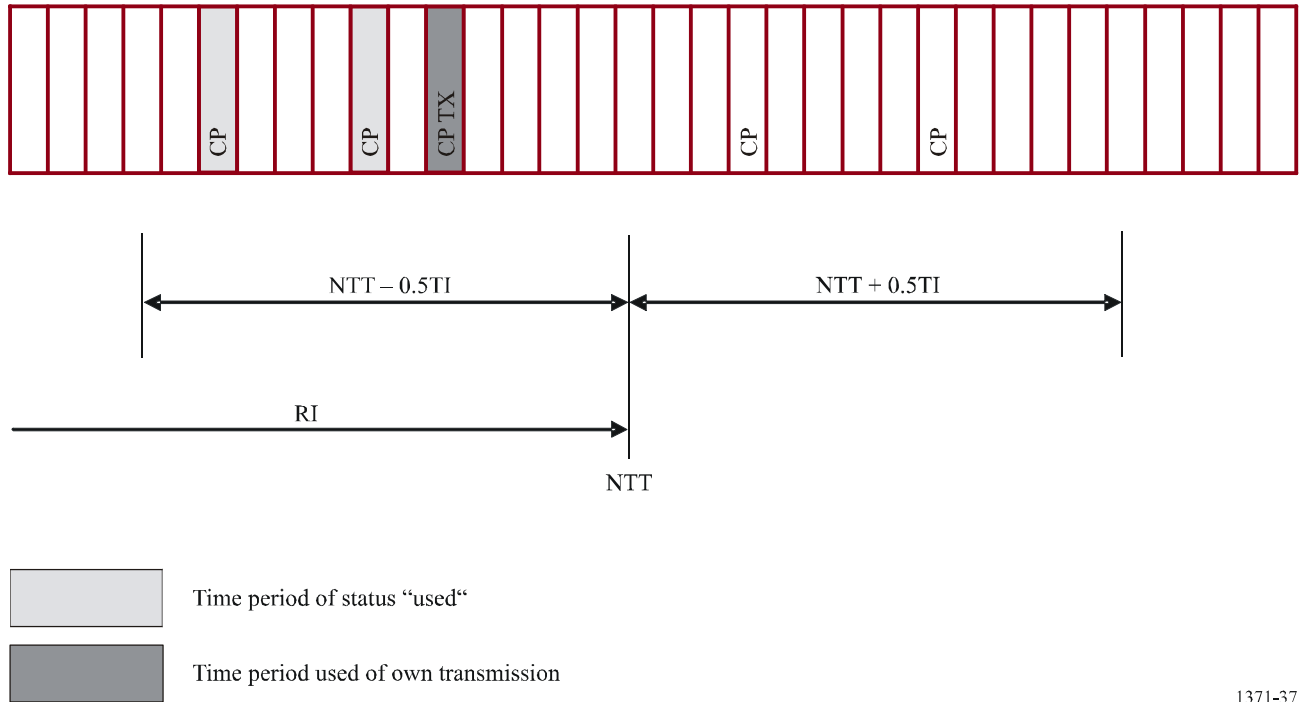 CP
CP
CP TX
CP
CP
NTT – 0.5TI
NTT + 0.5TI
RI
NTT
Time period of status “used“
Time period used of own transmission
1371-37